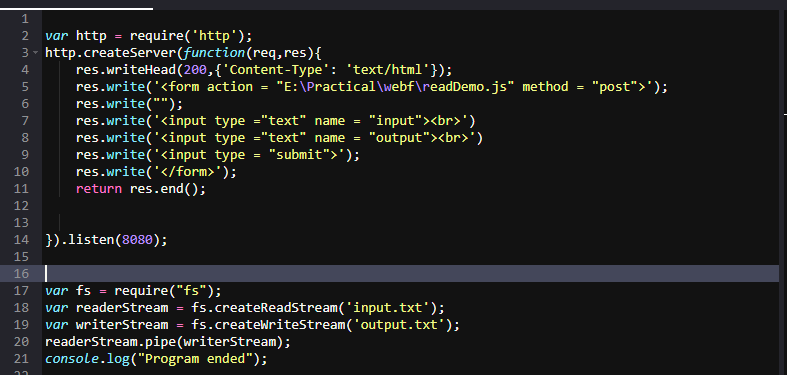 1
2 var http = require('http');
3 http.createServer(function(req,res){
4     res.writeHead(200,{'Content-Type': 'text/html'});
5     res.write('<form action = "E:\Practical\webf\readDemo.js" method = "post">');
6     res.write("");
7     res.write('<input type ="text" name = "input"><br>')
8     res.write('<input type ="text" name = "output"><br>')
9     res.write('<input type = "submit">');
10     res.write('</form>');
11     return res.end();
12
13
14 }).listen(8080);
15
16
17 var fs = require("fs");
18 var readerStream = fs.createReadStream('input.txt');
19 var writerStream = fs.createWriteStream('output.txt');
20 readerStream.pipe(writerStream);
21 console.log("Program ended");